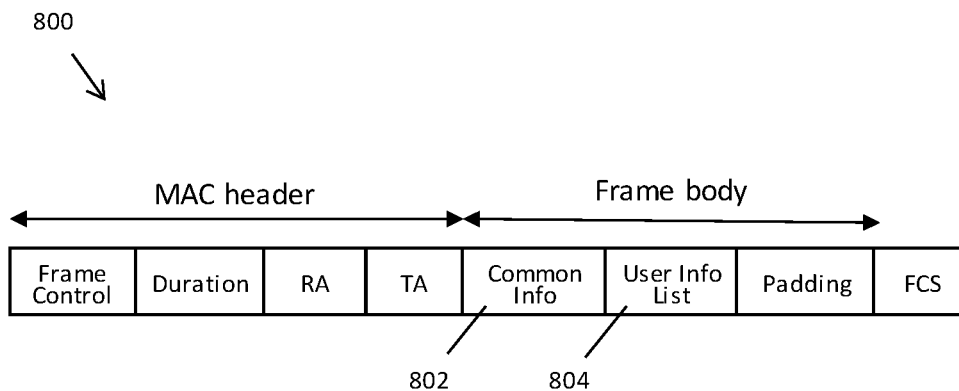 800
MAC header
Frame body
Frame
Control
Duration
RA
TA
Common
Info
User Info
List
Padding
FCS
802
804